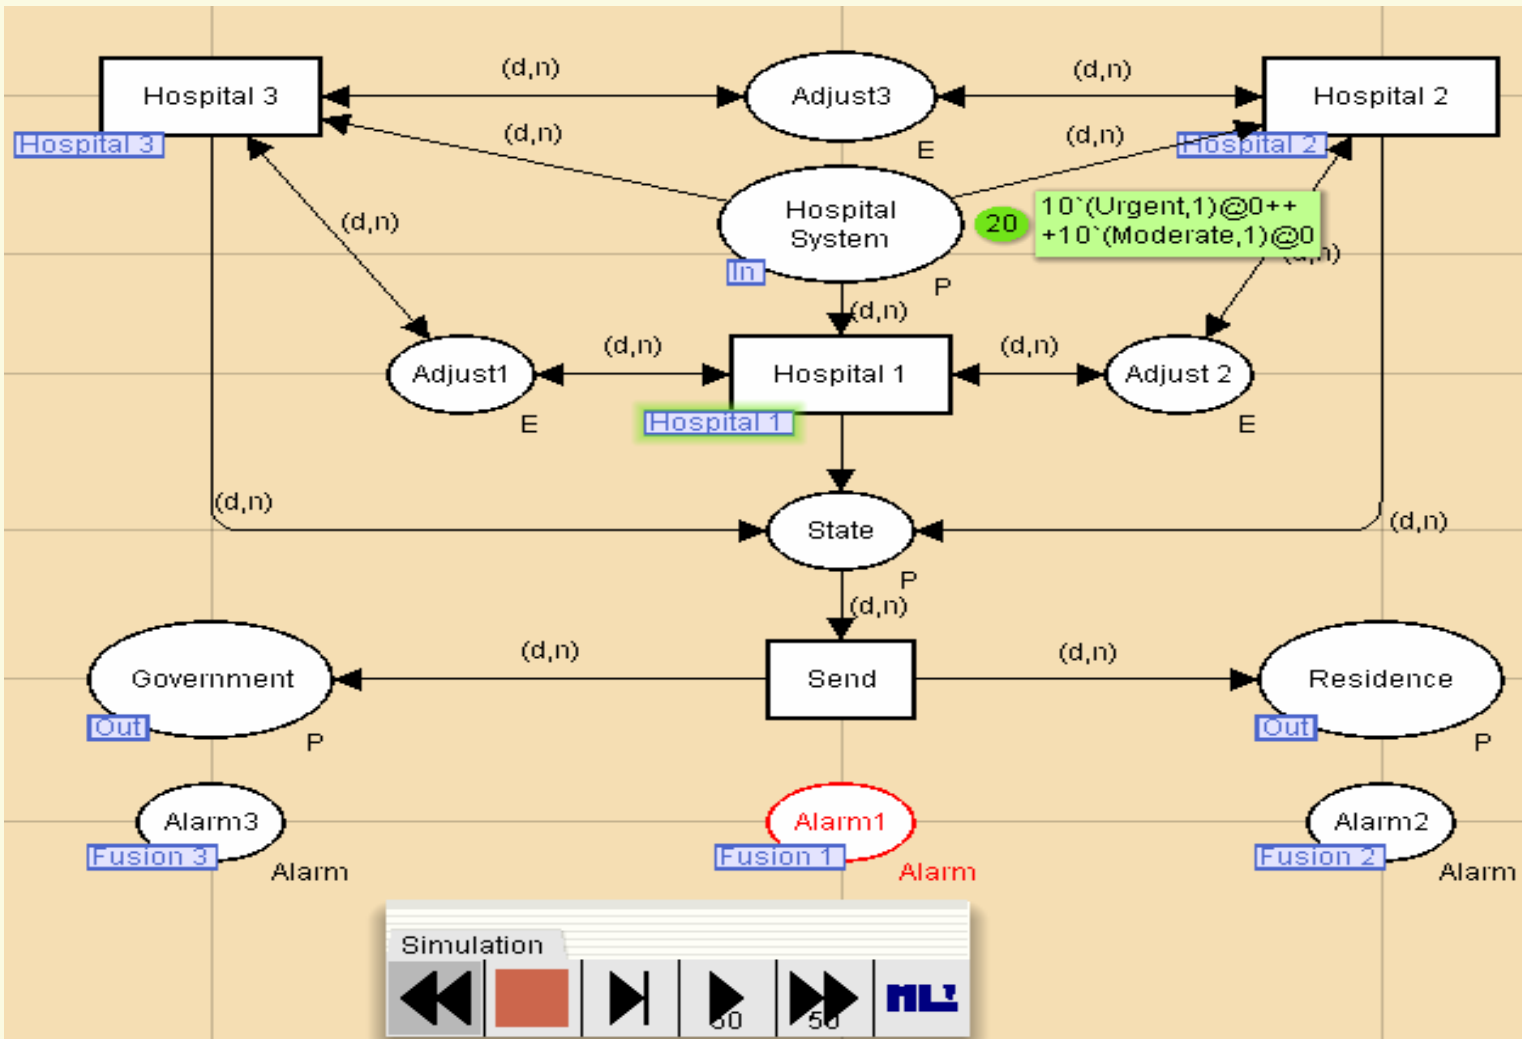 (d,n)
(d,n)
Hospital 3
Adjust3
Hospital 2
(d,n)
(d,n)
Hospital 3
E
Hospital 2
Hospital
System
20
10`(Urgent,1)@0++
+10`(Moderate,1)@0
(d,n)
In
P
(d,n)
(d,n)
(d,n)
(d,n)
Adjust1
Hospital 1
Adjust 2
E
Hospital 1
E
(d,n)
State
(d,n)
P
(d,n)
(d,n)
(d,n)
Government
Send
Residence
Out
P
Out
P
Alarm3
Alarm1
Alarm2
Fusion 3
Alarm
Fusion 1
Alarm
Fusion 2
Alarm
Simulation
50
ML